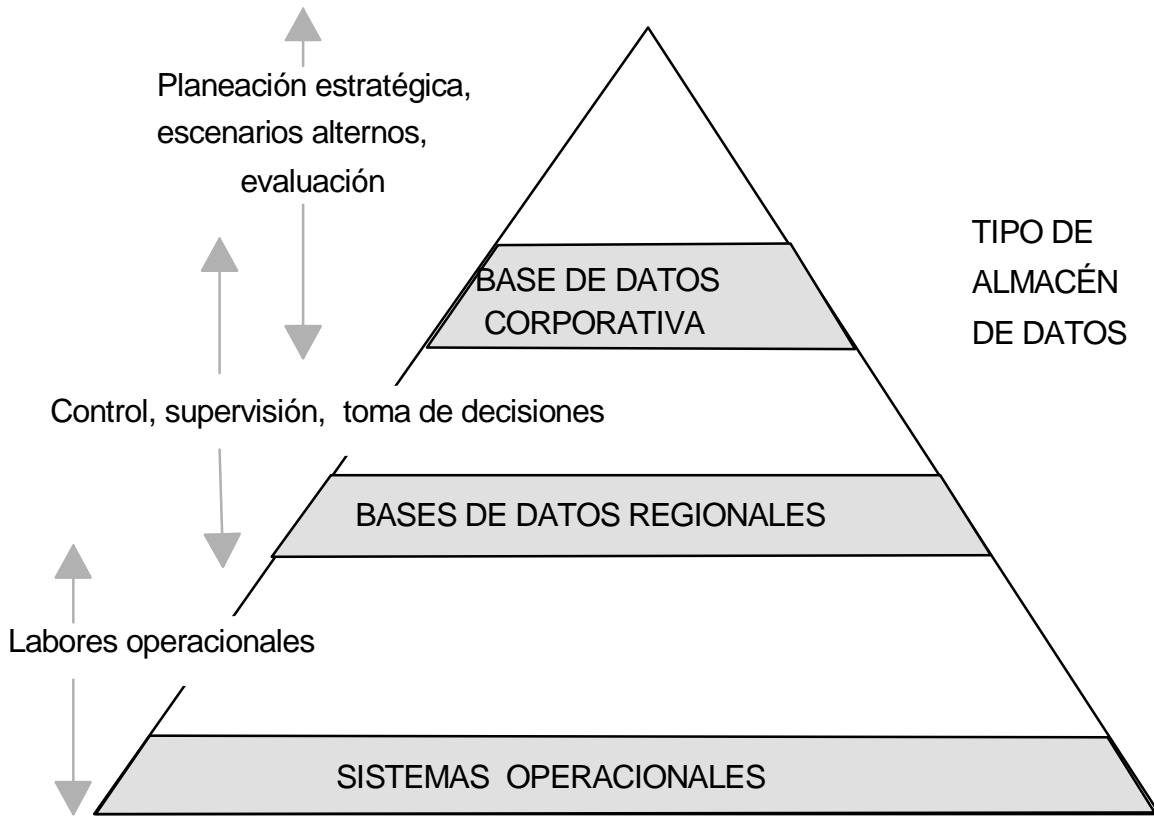 Planeación estratégica,
escenarios alternos,
evaluación
TIPO DE
ALMACÉN
DE DATOS
BASE DE DATOS
CORPORATIVA
Control, supervisión, toma de decisiones
BASES DE DATOS REGIONALES
Labores operacionales
SISTEMAS OPERACIONALES